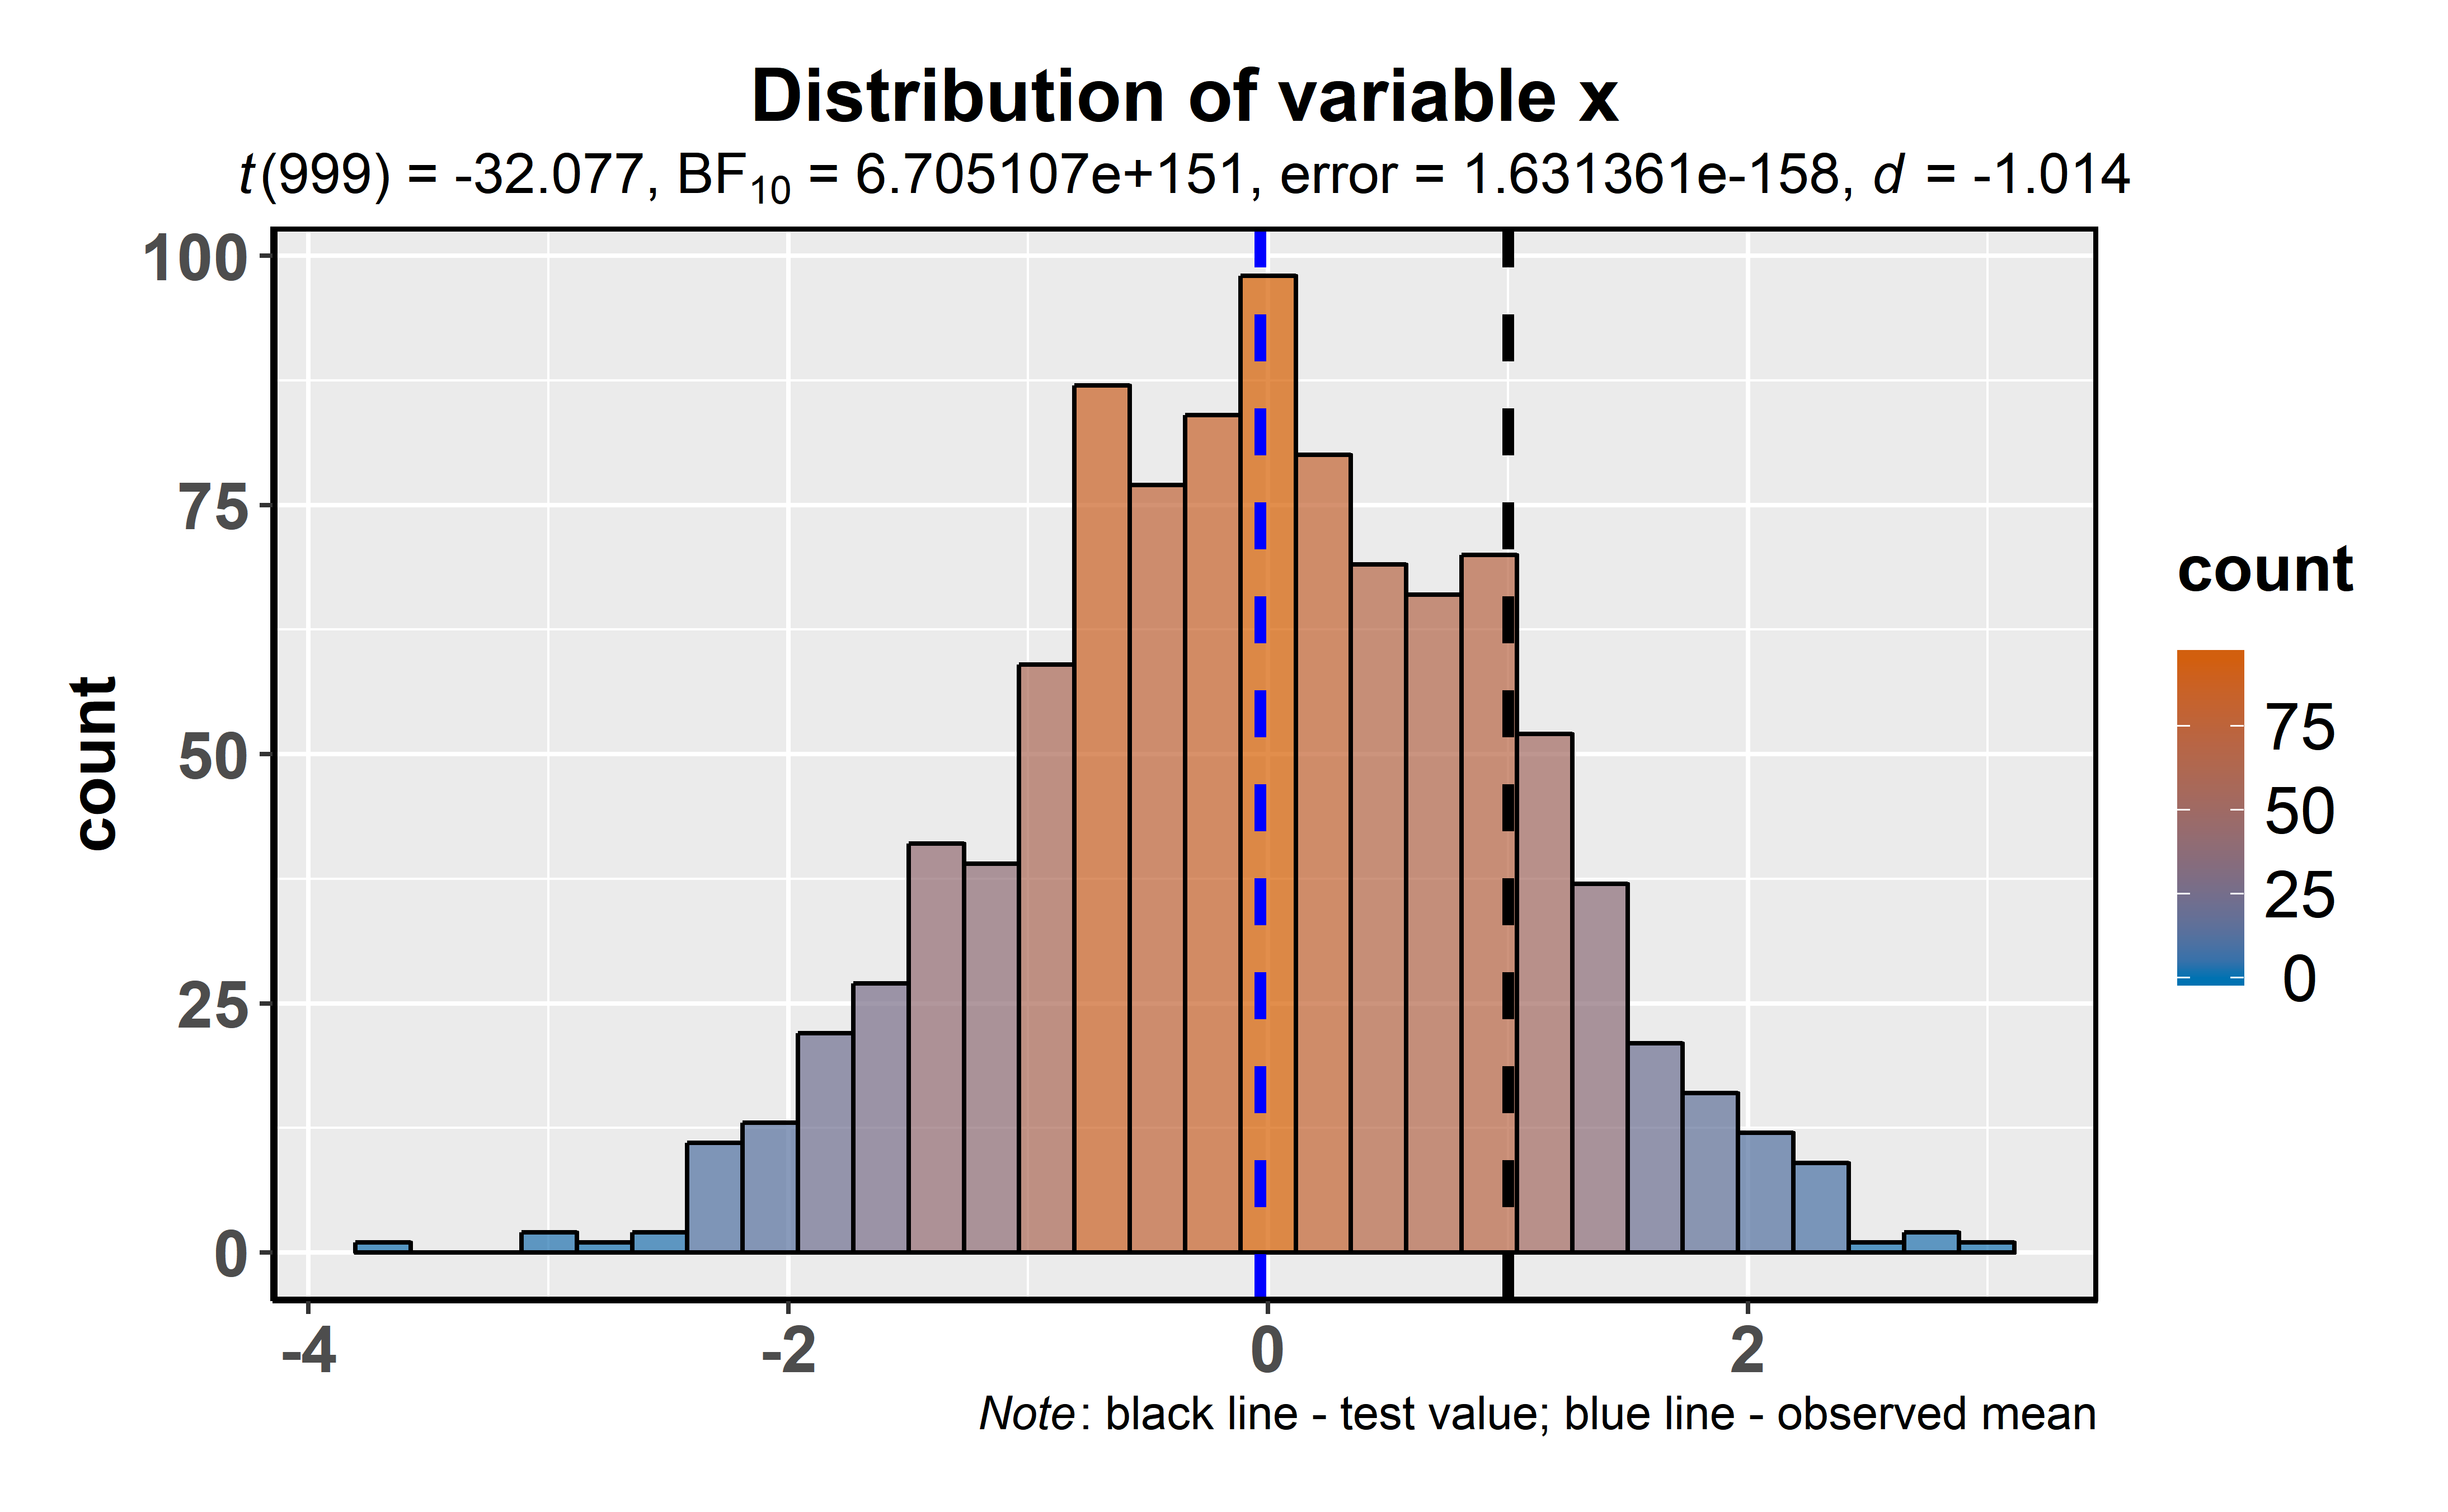 Distribution of variable x
t(999) = -32.077, BF₁₀ = 6.705107e+151, error = 1.631361e-158, d = -1.014
100
75
50
25
0
count
-4
-2
0
2
Note: black line - test value; blue line - observed mean
count
75
50
25
0